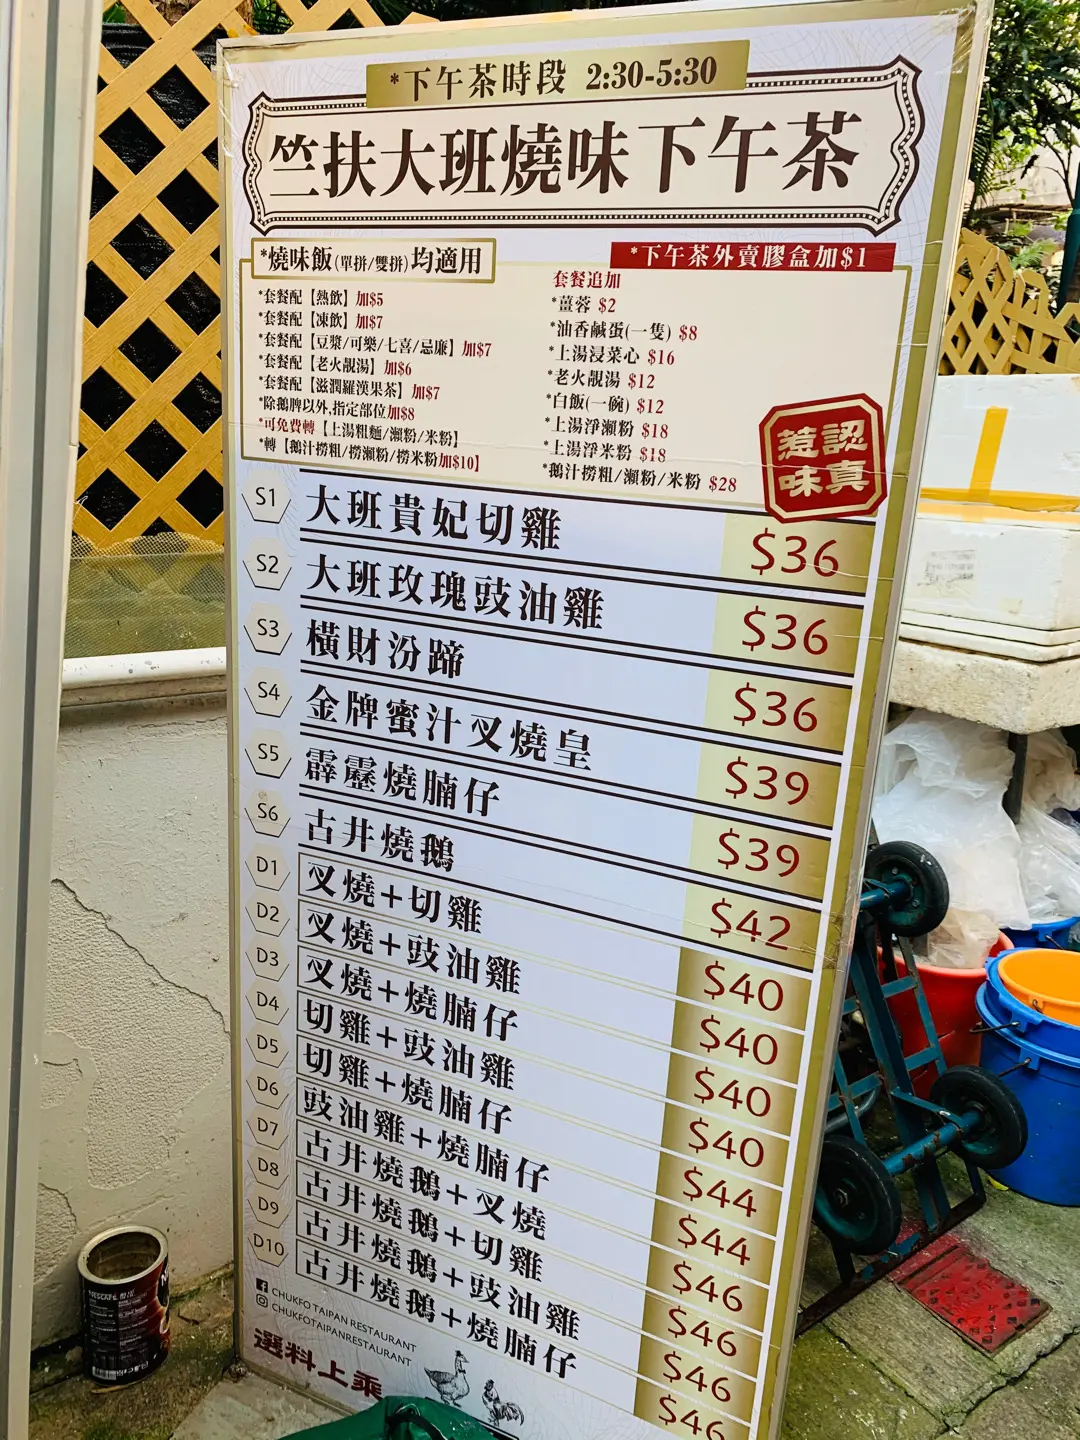 *下午茶時段 2:30-5:30
竺扶大班燒味下午茶
*燒味飯(單拼/雙拼)均適用
*套餐配【熱飲】加$5
*套餐配【凍飲】加$7
*套餐配【豆漿/可樂/七喜/忌廉】加$7
*套餐配【老火靚湯】加$6
*套餐配【滋潤羅漢果茶】加$7
*除鵝髀以外,指定部位加$8
*可免費轉【上湯粗麵/瀨粉/米粉】
*轉【鵝汁撈粗/撈瀨粉/撈米粉加$10】
*下午茶外賣膠盒加$1
套餐追加
*薑蓉 $2
*油香鹹蛋(一隻) $8
*上湯浸菜心 $16
*老火靚湯 $12
*白飯(一碗) $12
*上湯淨瀨粉 $18
*上湯淨米粉 $18
*鵝汁撈粗/瀨粉/米粉 $28
認真
惹味
S1 大班貴妃切雞 $36
S2 大班玫瑰豉油雞 $36
S3 橫財汾蹄 $36
S4 金牌蜜汁叉燒皇 $39
S5 霹靂燒腩仔 $39
S6 古井燒鵝 $42
D1 叉燒+切雞 $40
D2 叉燒+豉油雞 $40
D3 叉燒+燒腩仔 $40
D4 切雞+豉油雞 $40
D5 切雞+燒腩仔 $44
D6 豉油雞+燒腩仔 $44
D7 古井燒鵝+叉燒 $46
D8 古井燒鵝+切雞 $46
D9 古井燒鵝+豉油雞 $46
D10 古井燒鵝+燒腩仔 $46
CHUKFO TAIPAN RESTAURANT
CHUKFOTAIPANRESTAURANT
選料上乘
NESCAFÉ